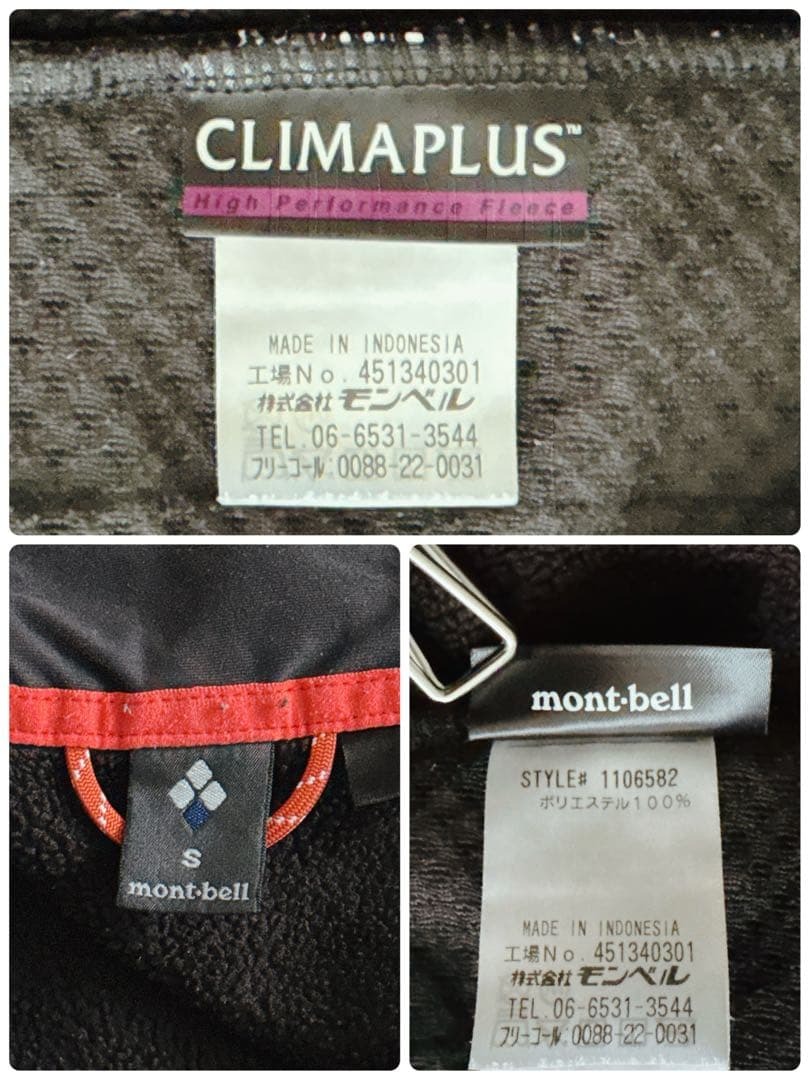 CLIMAPLUS™
High Performance Fleece
MADE IN INDONESIA
工場No. 451340301
株式会社 モンベル
TEL. 06-6531-3544
フリーコール:0088-22-0031
S
mont·bell
mont·bell
STYLE# 1106582
ポリエステル100%
MADE IN INDONESIA
工場No. 451340301
株式会社 モンベル
TEL. 06-6531-3544
フリーコール:0088-22-0031